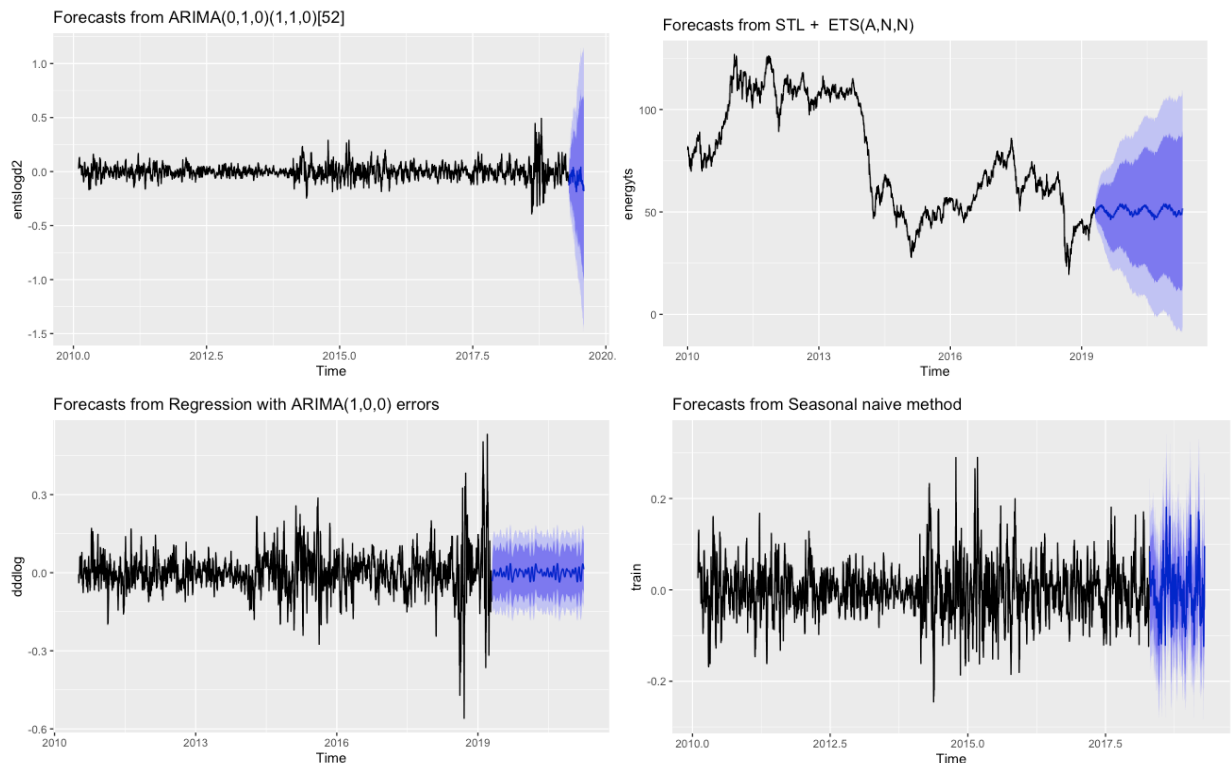 Forecasts from ARIMA(0,1,0)(1,1,0)[52]
1.0
0.5
0.0
-0.5
-1.0
-1.5
entslogd2
2010.0 2012.5 2015.0 2017.5 2020.
Time
Forecasts from STL + ETS(A,N,N)
100
50
0
energyts
2010 2013 2016 2019
Time
Forecasts from Regression with ARIMA(1,0,0) errors
0.3
0.0
-0.3
-0.6
dddlog
2010 2013 2016 2019
Time
Forecasts from Seasonal naive method
0.2
0.0
-0.2
train
2010.0 2012.5 2015.0 2017.5
Time